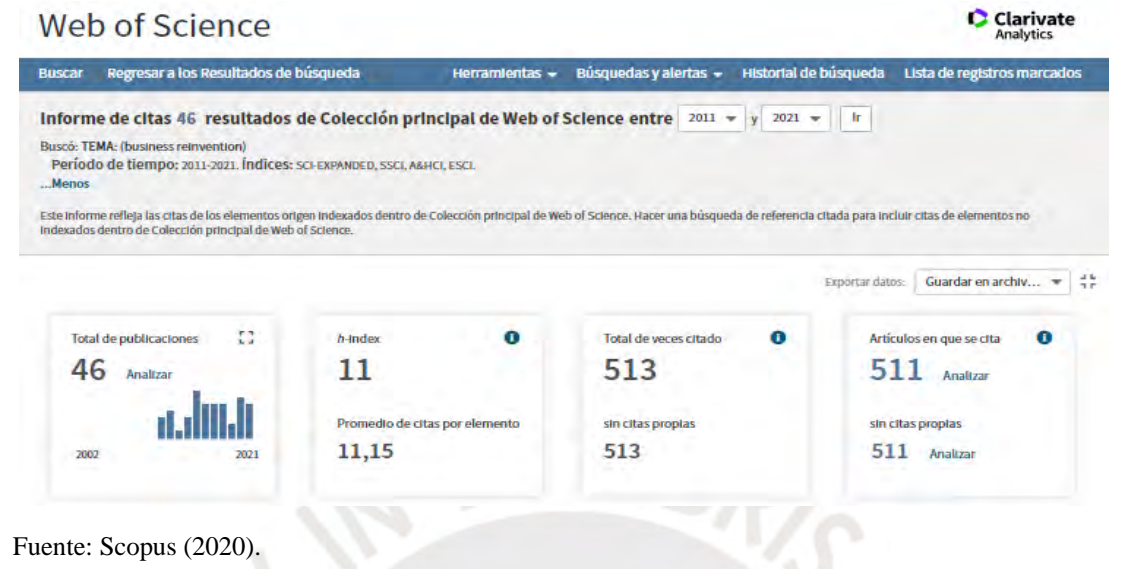 Web of Science
Clarivate
Analytics
Buscar Regresar a los Resultados de búsqueda Herramientas Búsquedas y alertas Historial de búsqueda Lista de registros marcados
Informe de citas 46 resultados de Colección principal de Web of Science entre 2011 y 2021 Ir
Buscó: TEMA: (business reinvention)
Período de tiempo: 2011-2021. Índices: SCI-EXPANDED, SSCI, A&HCI, ESCI.
...Menos
Este informe refleja las citas de los elementos origen indexados dentro de Colección principal de Web of Science. Hacer una búsqueda de referencia citada para incluir citas de elementos no
indexados dentro de Colección principal de Web of Science.
Exportar datos: Guardar en archiv...
Total de publicaciones
46 Analizar
2002 2021
h-index
11
Promedio de citas por elemento
11,15
Total de veces citado
513
sin citas propias
513
Artículos en que se cita
511 Analizar
sin citas propias
511 Analizar
Fuente: Scopus (2020).